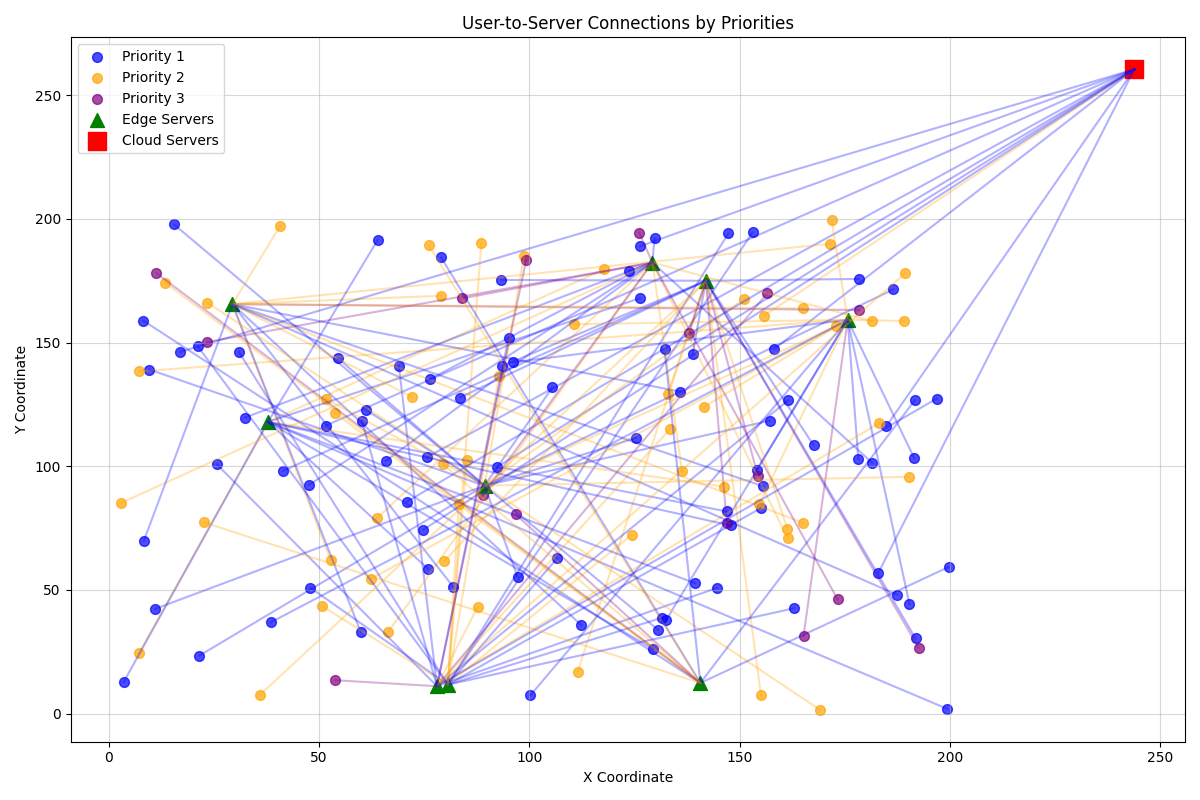 User-to-Server Connections by Priorities
Priority 1
Priority 2
Priority 3
Edge Servers
Cloud Servers
Y Coordinate
250
200
150
100
50
0
0 50 100 150 200 250
X Coordinate